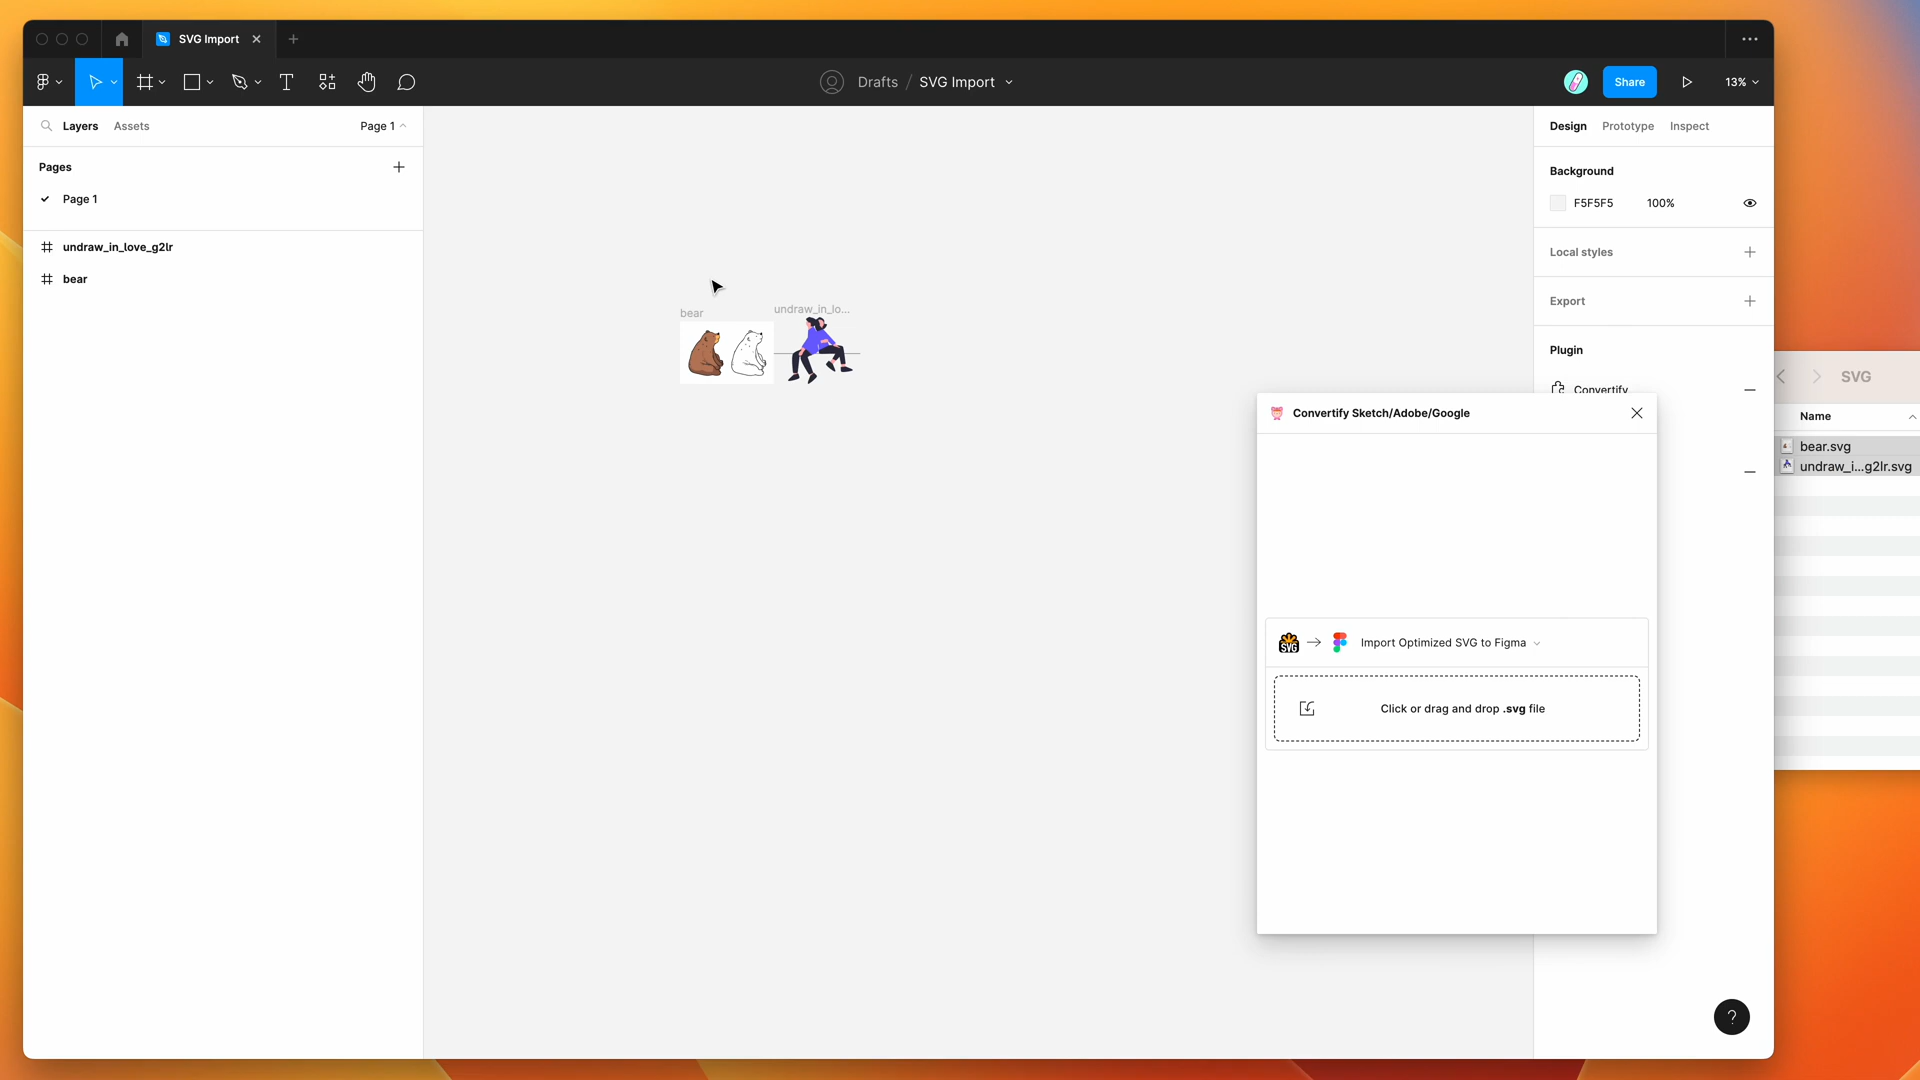 SVG Import
Drafts / SVG Import
Share
13%
Layers
Assets
Page 1
Pages
Page 1
undraw_in_love_g2lr
bear
bear
undraw_in_lo...
Design
Prototype
Inspect
Background
F5F5F5
100%
Local styles
Export
Plugin
Convertify
Convertify Sketch/Adobe/Google
SVG
Import Optimized SVG to Figma
Click or drag and drop .svg file
?
SVG
Name
bear.svg
undraw_i...g2lr.svg